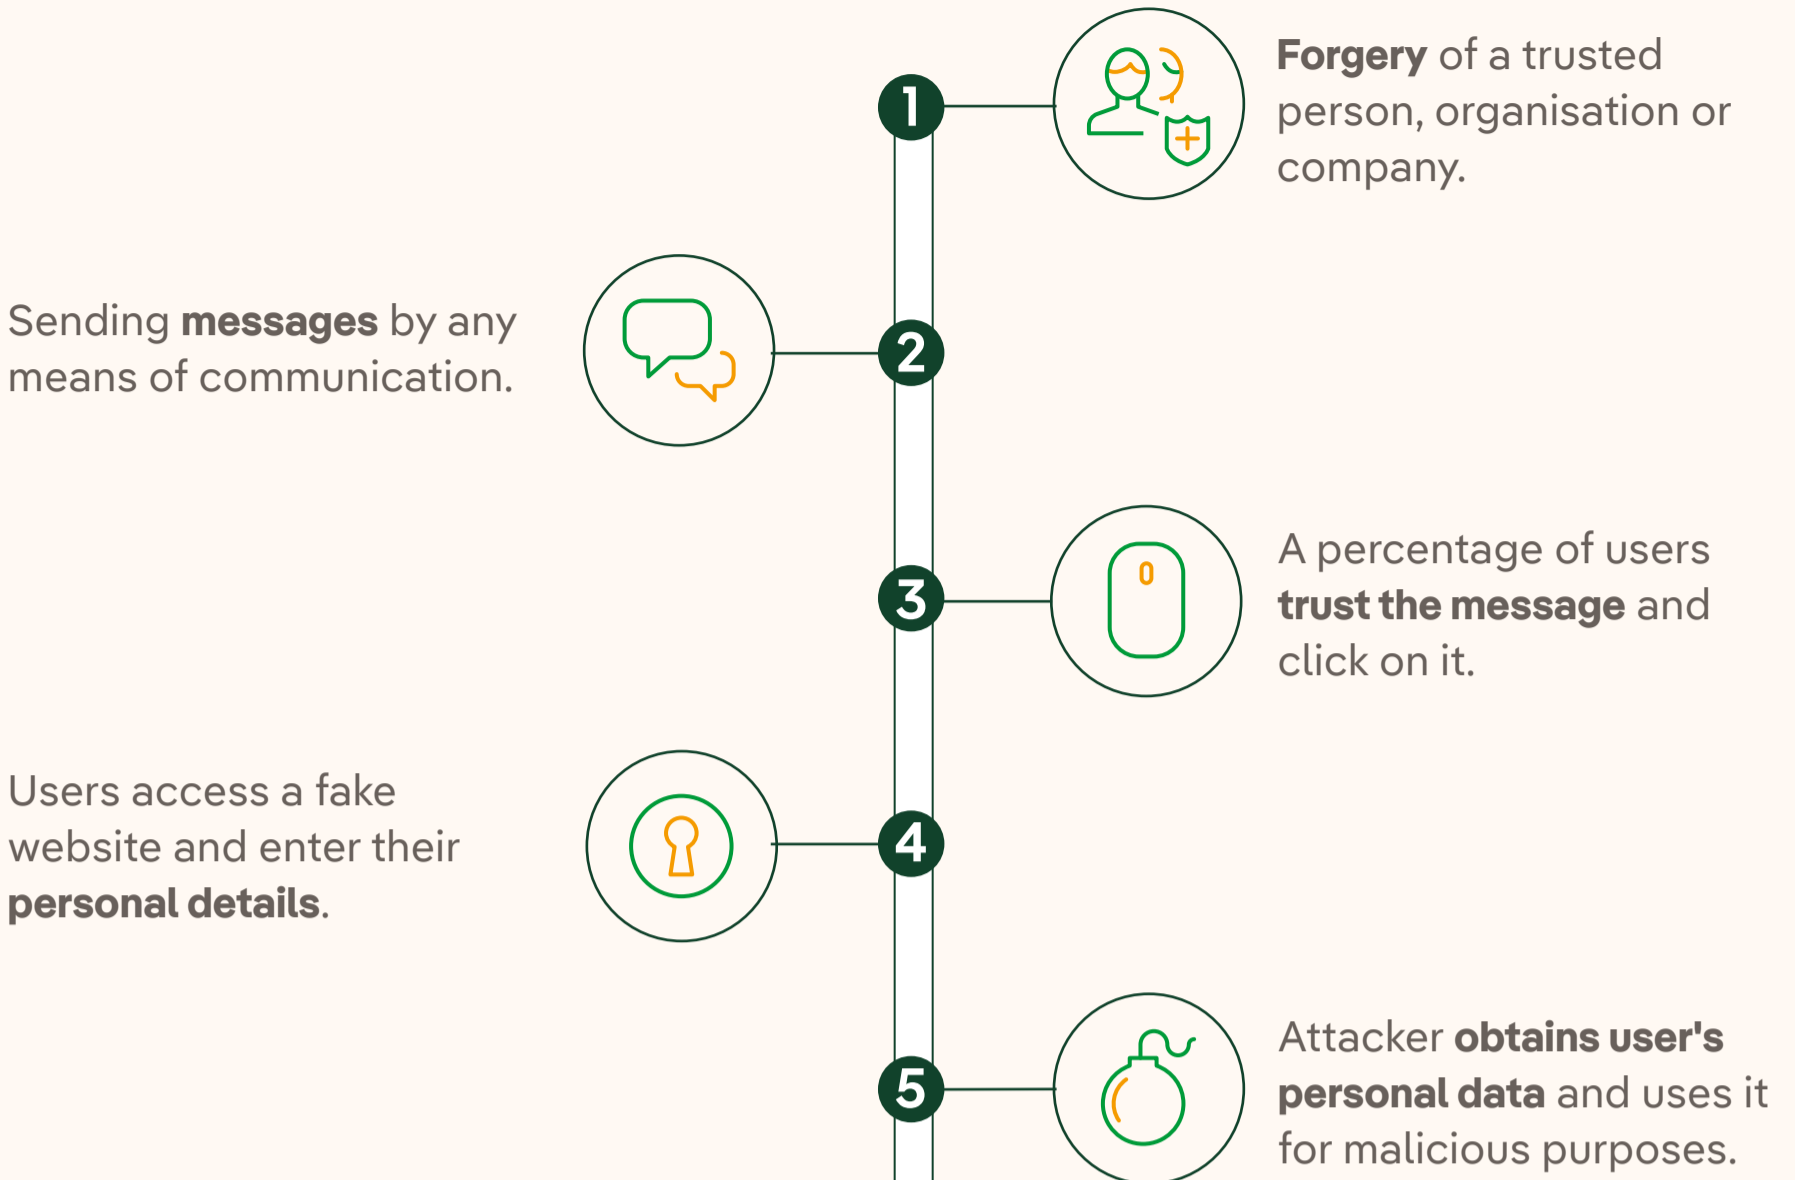 1
Forgery of a trusted
person, organisation or
company.
2
Sending messages by any
means of communication.
3
A percentage of users
trust the message and
click on it.
4
Users access a fake
website and enter their
personal details.
5
Attacker obtains user's
personal data and uses it
for malicious purposes.